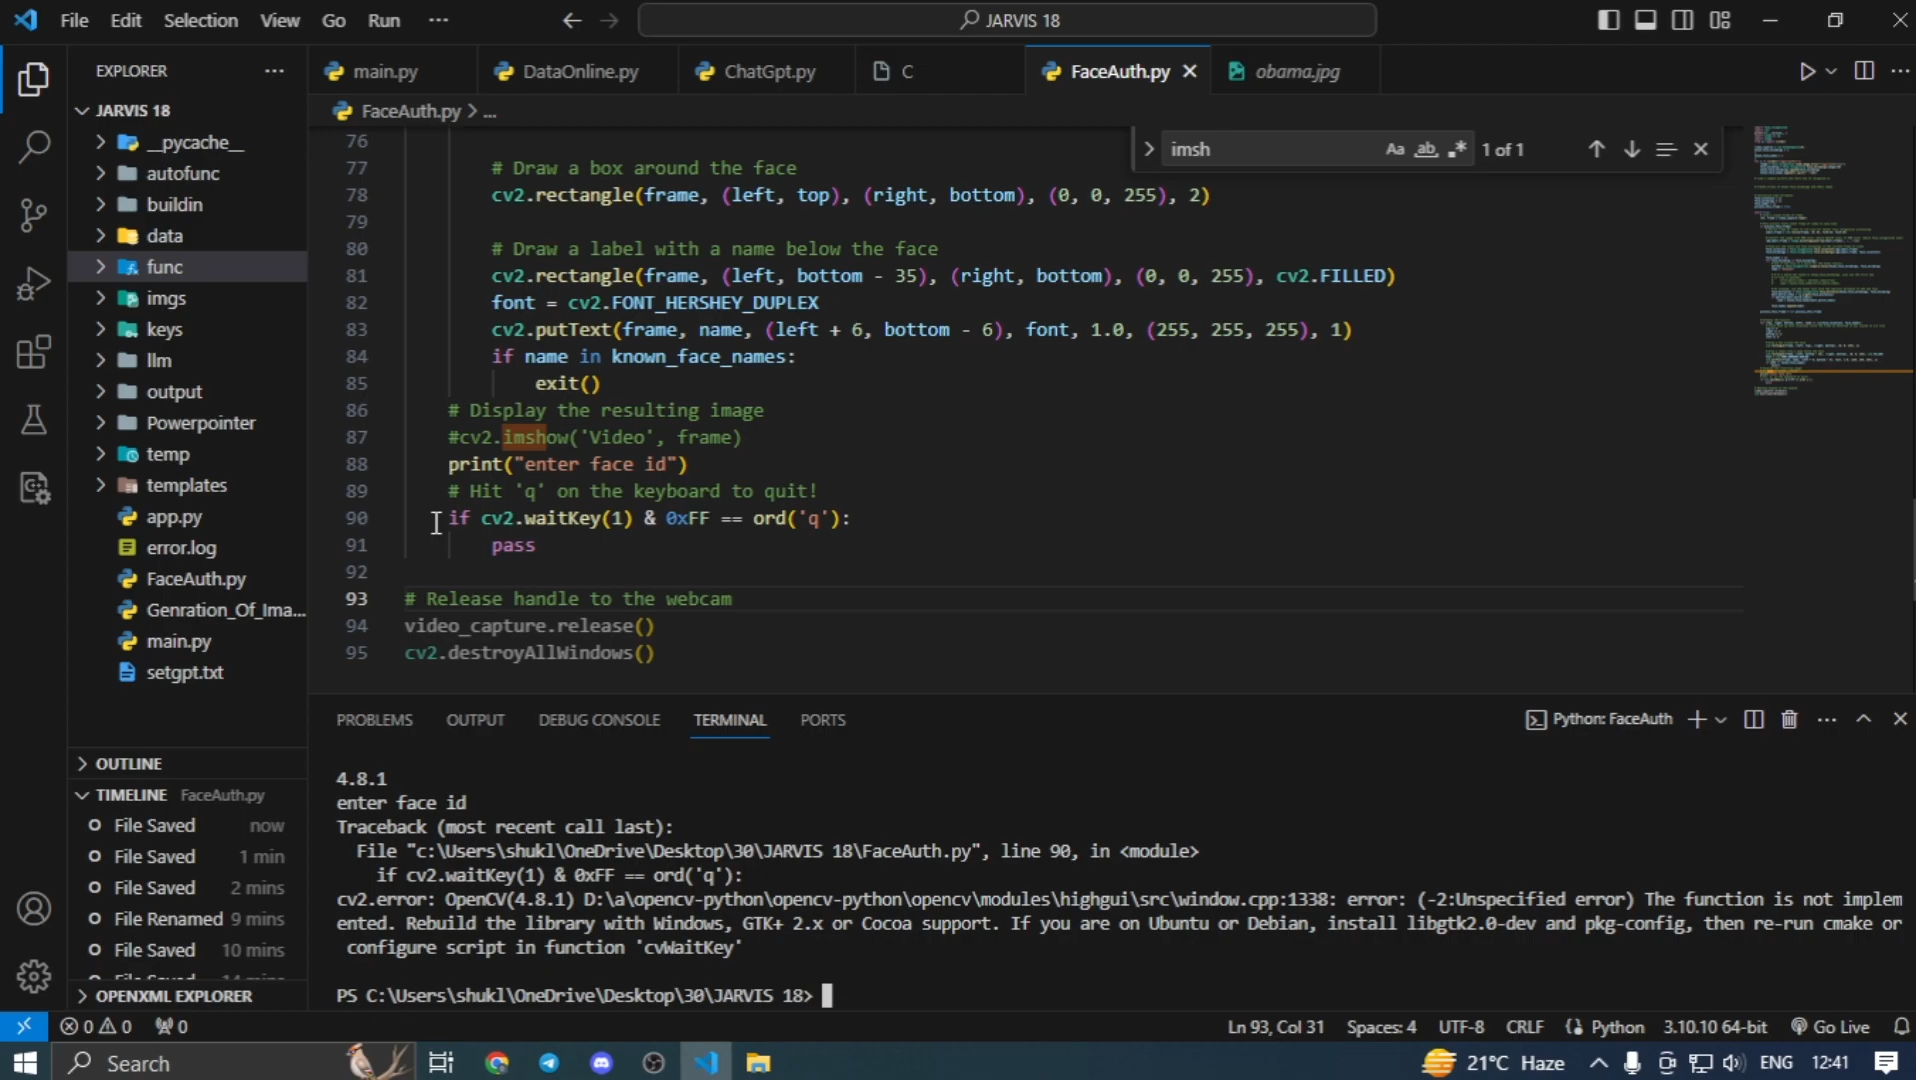 File Edit Selection View Go Run ··· JARVIS 18
EXPLORER ···
main.py DataOnline.py ChatGpt.py C FaceAuth.py obama.jpg
JARVIS 18
FaceAuth.py > ...
imsh Aa ab 1 of 1
__pycache__
autofunc
buildin
data
func
imgs
keys
llm
output
Powerpointer
temp
templates
app.py
error.log
FaceAuth.py
Genration_Of_Ima...
main.py
setgpt.txt
OUTLINE
TIMELINE FaceAuth.py
File Saved now
File Saved 1 min
File Saved 2 mins
File Renamed 9 mins
File Saved 10 mins
OPENXML EXPLORER
76
77 # Draw a box around the face
78 cv2.rectangle(frame, (left, top), (right, bottom), (0, 0, 255), 2)
79
80 # Draw a label with a name below the face
81 cv2.rectangle(frame, (left, bottom - 35), (right, bottom), (0, 0, 255), cv2.FILLED)
82 font = cv2.FONT_HERSHEY_DUPLEX
83 cv2.putText(frame, name, (left + 6, bottom - 6), font, 1.0, (255, 255, 255), 1)
84 if name in known_face_names:
85 exit()
86 # Display the resulting image
87 #cv2.imshow('Video', frame)
88 print("enter face id")
89 # Hit 'q' on the keyboard to quit!
90 if cv2.waitKey(1) & 0xFF == ord('q'):
91 pass
92
93 # Release handle to the webcam
94 video_capture.release()
95 cv2.destroyAllWindows()
PROBLEMS OUTPUT DEBUG CONSOLE TERMINAL PORTS Python: FaceAuth
4.8.1
enter face id
Traceback (most recent call last):
File "c:\Users\shukl\OneDrive\Desktop\30\JARVIS 18\FaceAuth.py", line 90, in <module>
if cv2.waitKey(1) & 0xFF == ord('q'):
cv2.error: OpenCV(4.8.1) D:\a\opencv-python\opencv-python\opencv\modules\highgui\src\window.cpp:1338: error: (-2:Unspecified error) The function is not implem
ented. Rebuild the library with Windows, GTK+ 2.x or Cocoa support. If you are on Ubuntu or Debian, install libgtk2.0-dev and pkg-config, then re-run cmake or
configure script in function 'cvWaitKey'
PS C:\Users\shukl\OneDrive\Desktop\30\JARVIS 18>
0 0 0 Ln 93, Col 31 Spaces: 4 UTF-8 CRLF Python 3.10.10 64-bit Go Live
Search 21°C Haze ENG 12:41